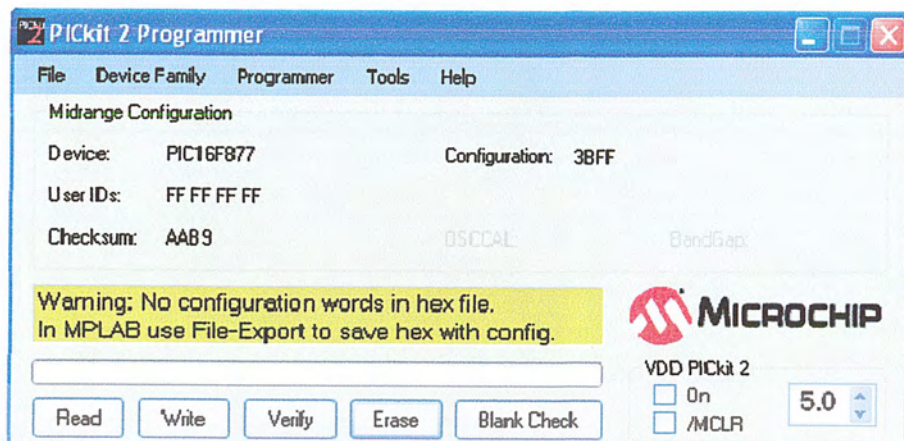 PICkit 2 Programmer
File Device Family Programmer Tools Help
Midrange Configuration
Device: PIC16F877 Configuration: 3BFF
User IDs: FF FF FF FF
Checksum: AAB9 OSCCAL: BandGap:
Warning: No configuration words in hex file.
In MPLAB use File-Export to save hex with config.
MICROCHIP
VDD PICkit 2
On
/MCLR
5.0
Read Write Verify Erase Blank Check